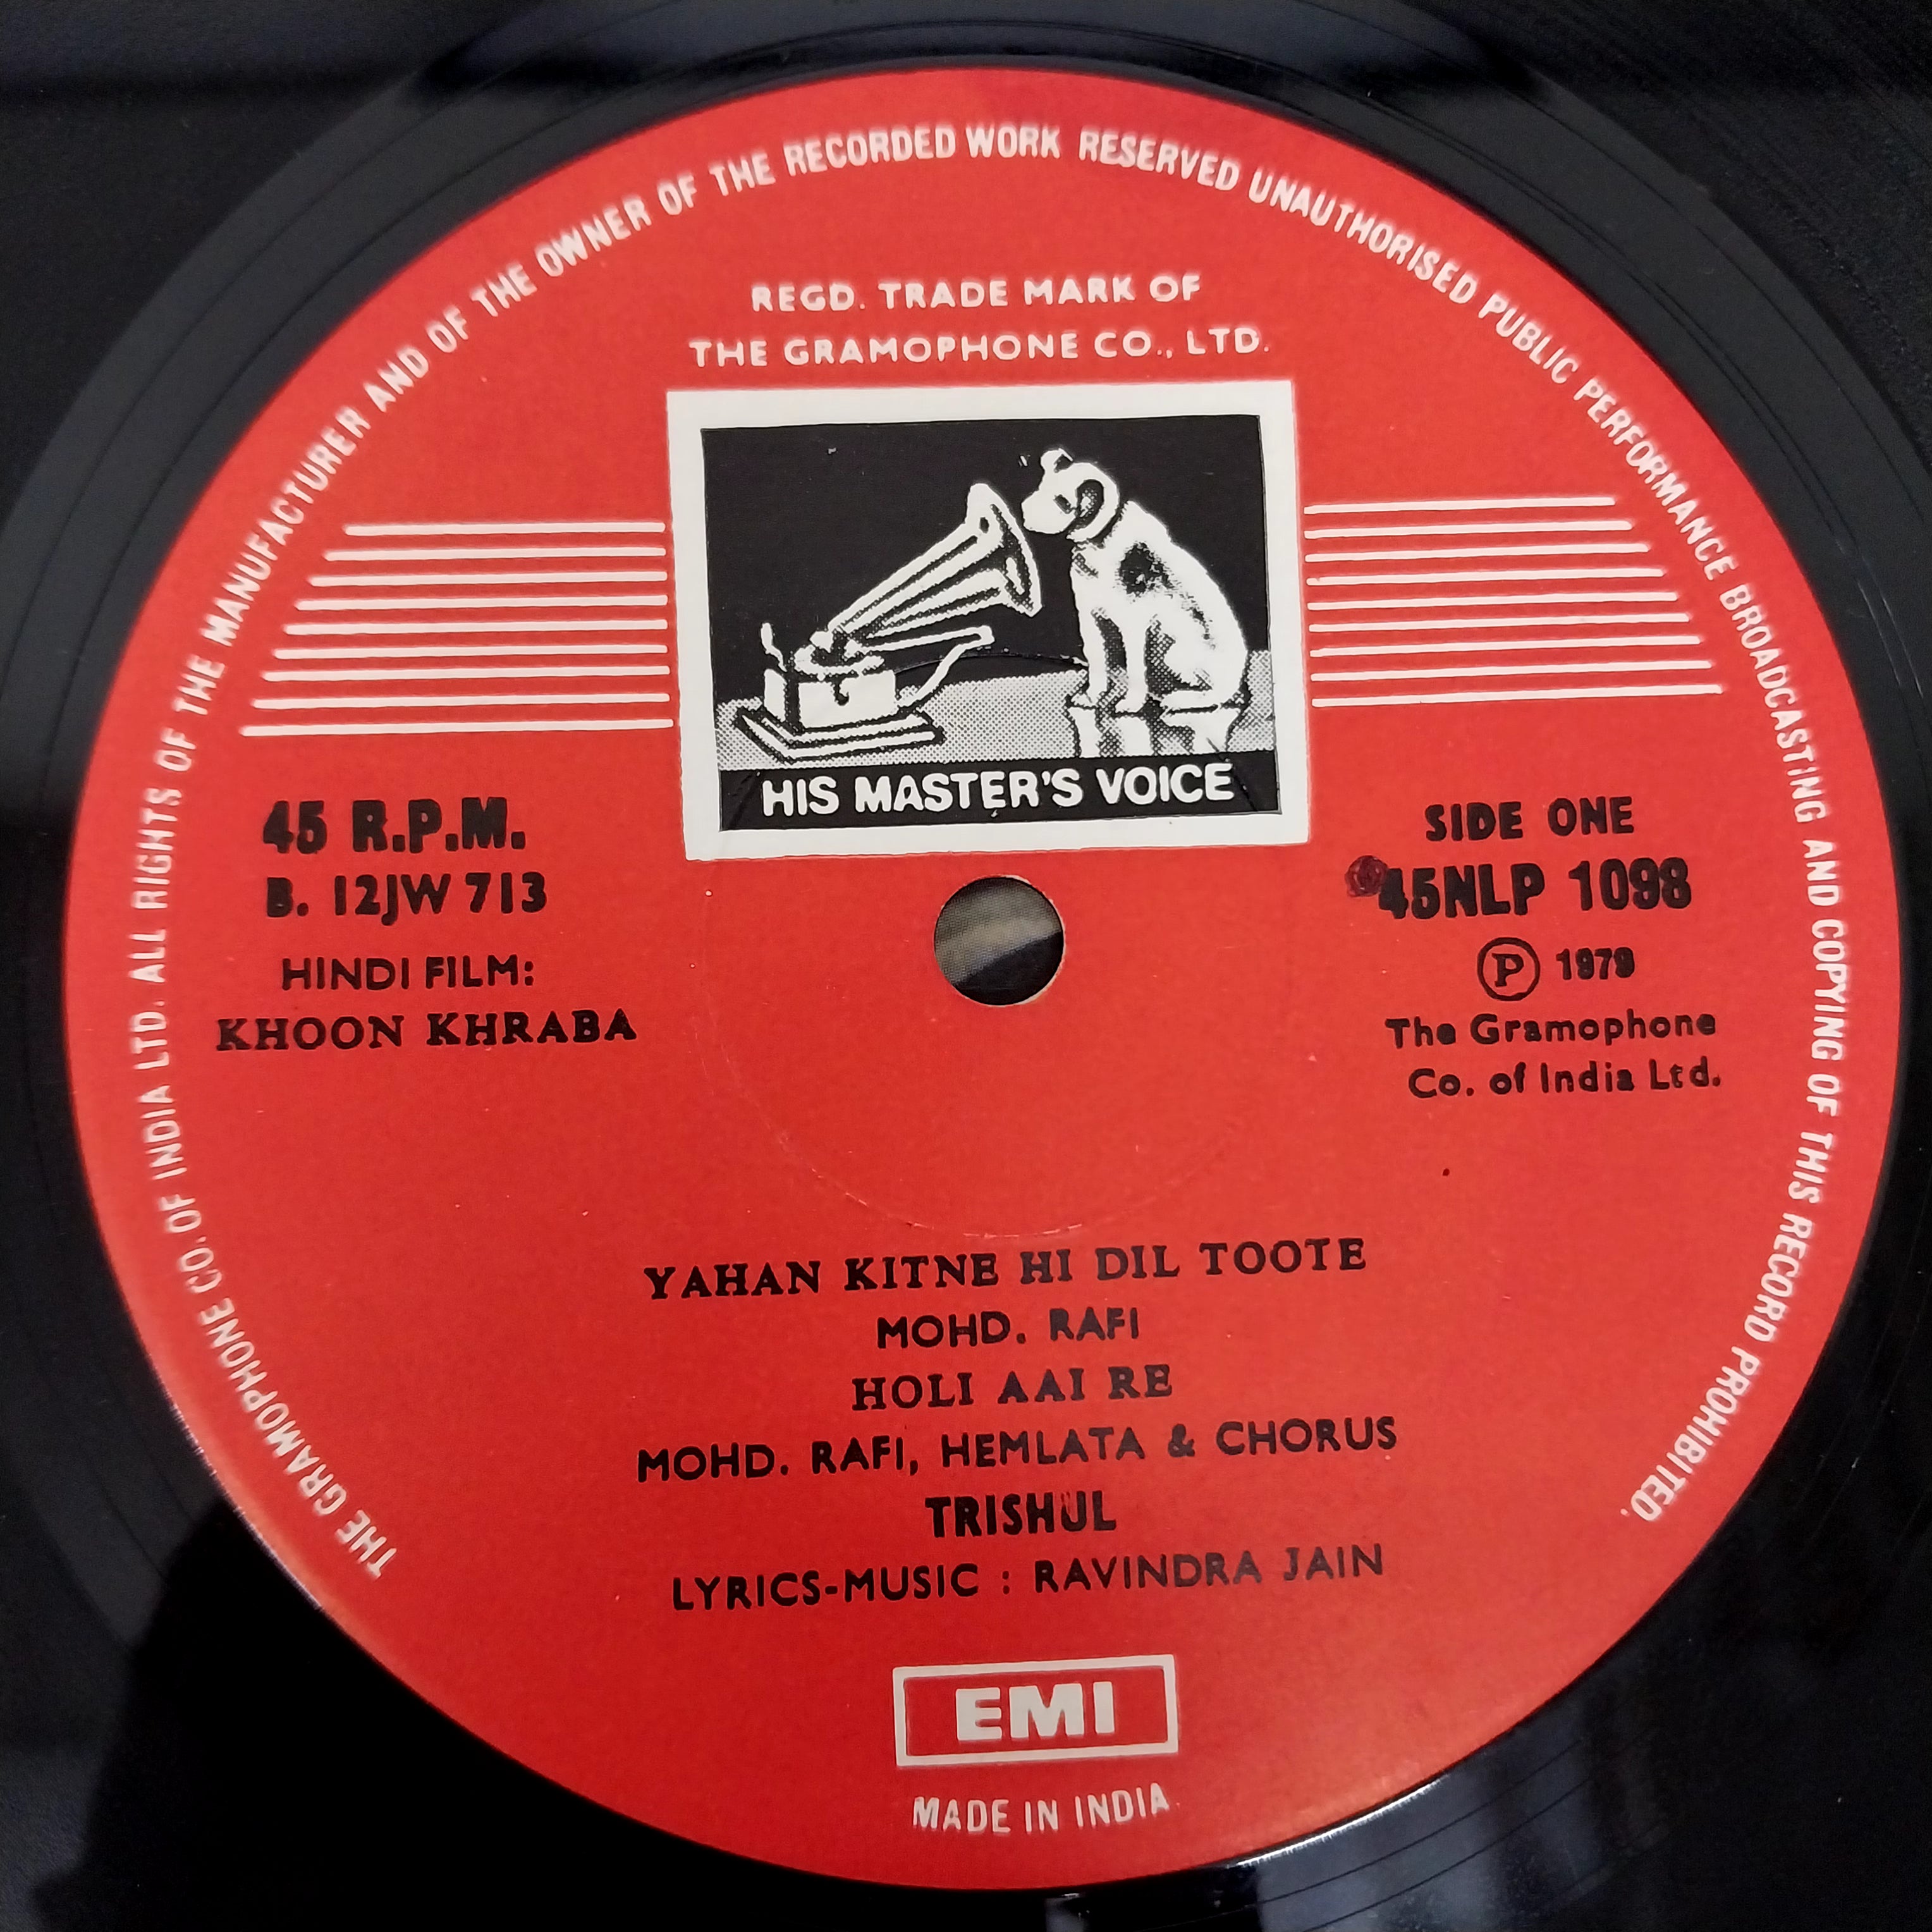 THE GRAMOPHONE CO. OF INDIA LTD. ALL RIGHTS OF THE MANUFACTURER AND OF THE OWNER OF THE RECORDED WORK RESERVED UNAUTHORISED PUBLIC PERFORMANCE BROADCASTING AND COPYING OF THIS RECORD PROHIBITED.
REGD. TRADE MARK OF
THE GRAMOPHONE CO., LTD.
HIS MASTER'S VOICE
45 R.P.M.
B. 12JW 713
HINDI FILM:
KHOON KHRABA
SIDE ONE
45NLP 1098
Ⓟ 1979
The Gramophone
Co. of India Ltd.
YAHAN KITNE HI DIL TOOTE
MOHD. RAFI
HOLI AAI RE
MOHD. RAFI, HEMLATA & CHORUS
TRISHUL
LYRICS-MUSIC : RAVINDRA JAIN
EMI
MADE IN INDIA